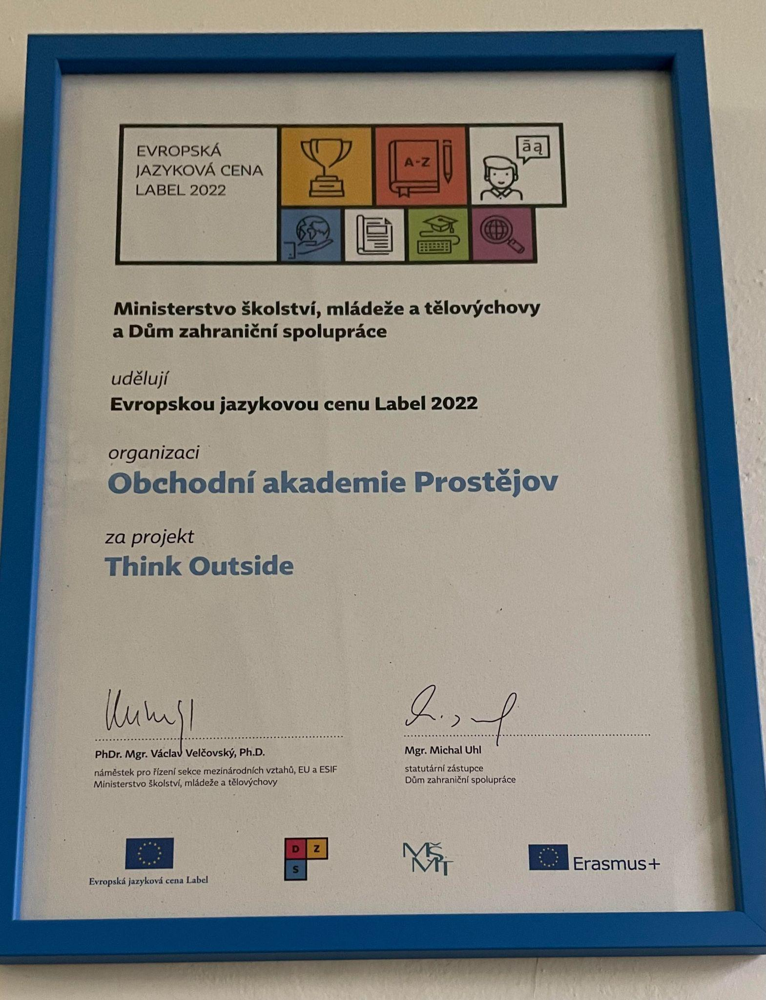 EVROPSKÁ
JAZYKOVÁ CENA
LABEL 2022
A-Z
āą
Ministerstvo školství, mládeže a tělovýchovy
a Dům zahraniční spolupráce
udělují
Evropskou jazykovou cenu Label 2022
organizaci
Obchodní akademie Prostějov
za projekt
Think Outside
PhDr. Mgr. Václav Velčovský, Ph.D.
náměstek pro řízení sekce mezinárodních vztahů, EU a ESIF
Ministerstvo školství, mládeže a tělovýchovy
Mgr. Michal Uhl
statutární zástupce
Dům zahraniční spolupráce
Evropská jazyková cena Label
D Z
S
MŠ
MT
Erasmus+